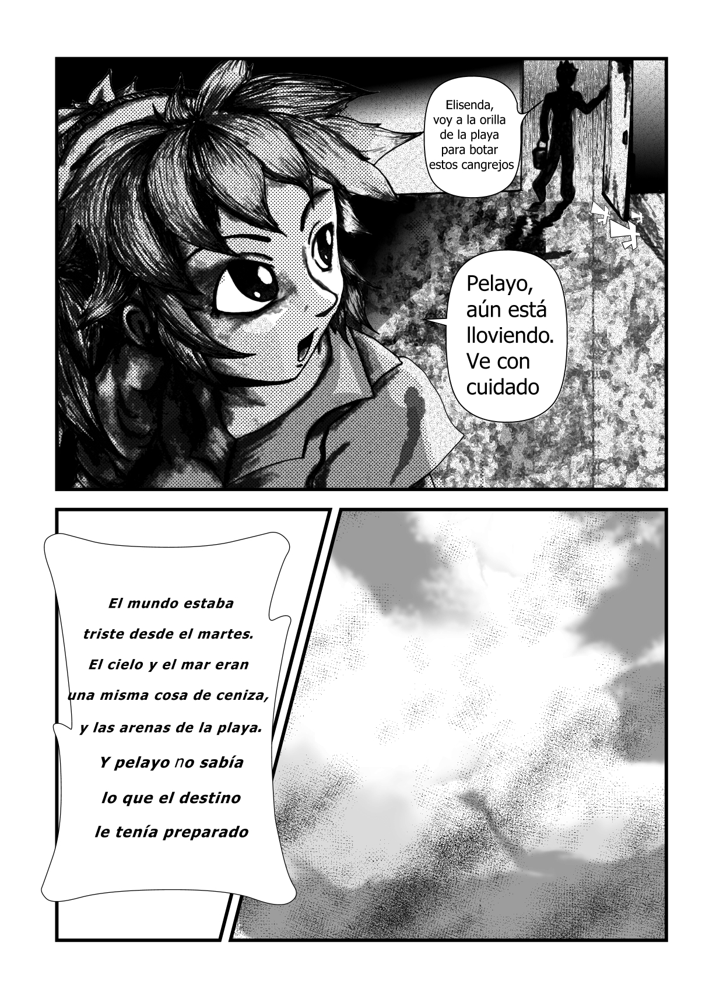 Elisenda,
voy a la orilla
de la playa
para botar
estos cangrejos
Pelayo,
aún está
lloviendo.
Ve con
cuidado
El mundo estaba
triste desde el martes.
El cielo y el mar eran
una misma cosa de ceniza,
y las arenas de la playa.
Y pelayo no sabía
lo que el destino
le tenía preparado